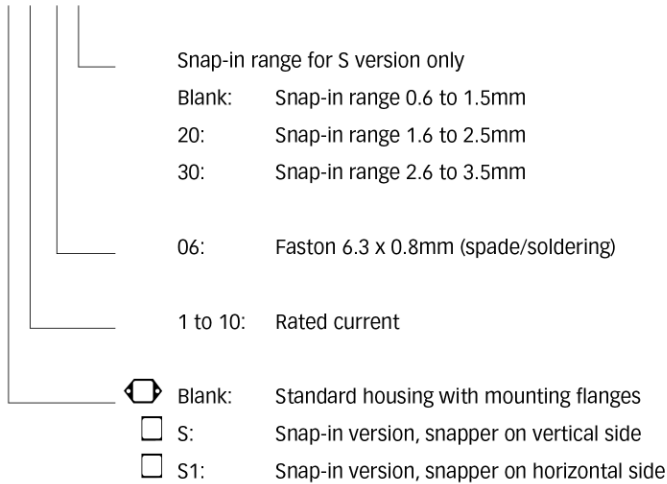 Snap-in range for S version only
Blank: Snap-in range 0.6 to 1.5mm
20: Snap-in range 1.6 to 2.5mm
30: Snap-in range 2.6 to 3.5mm
06: Faston 6.3 x 0.8mm (spade/soldering)
1 to 10: Rated current
Blank: Standard housing with mounting flanges
S: Snap-in version, snapper on vertical side
S1: Snap-in version, snapper on horizontal side